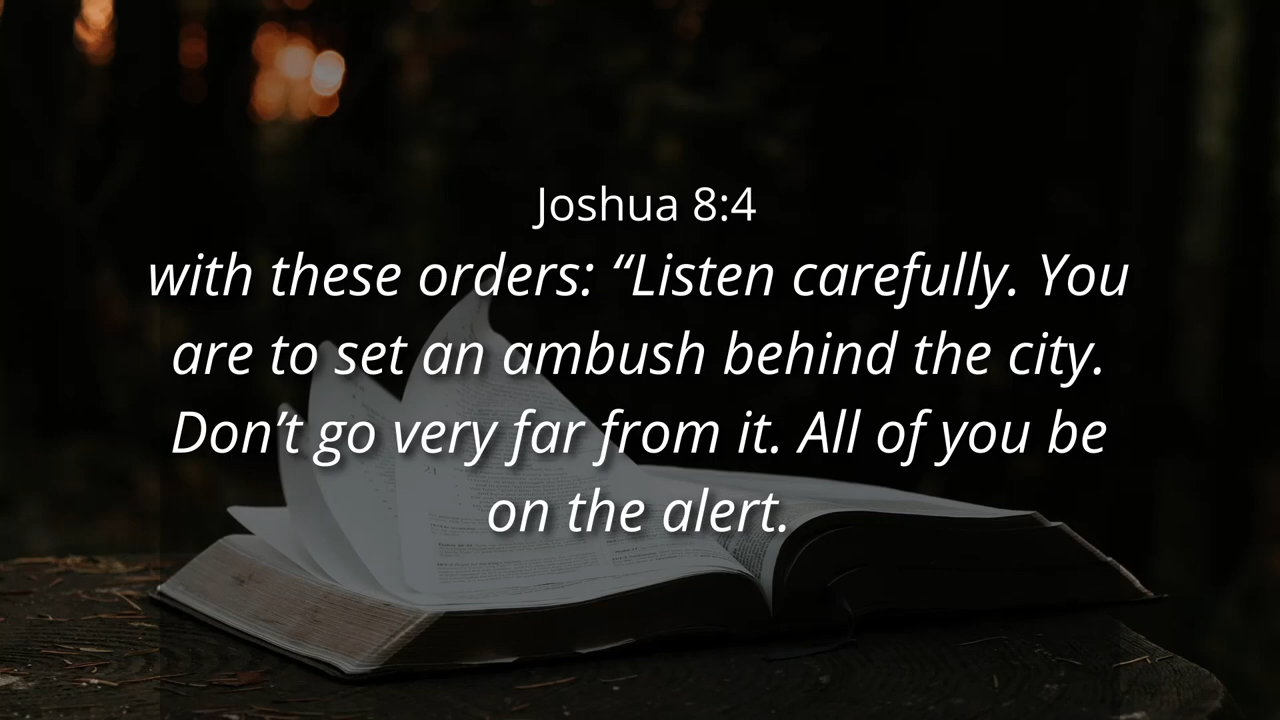 Joshua 8:4
with these orders: “Listen carefully. You
are to set an ambush behind the city.
Don’t go very far from it. All of you be
on the alert.